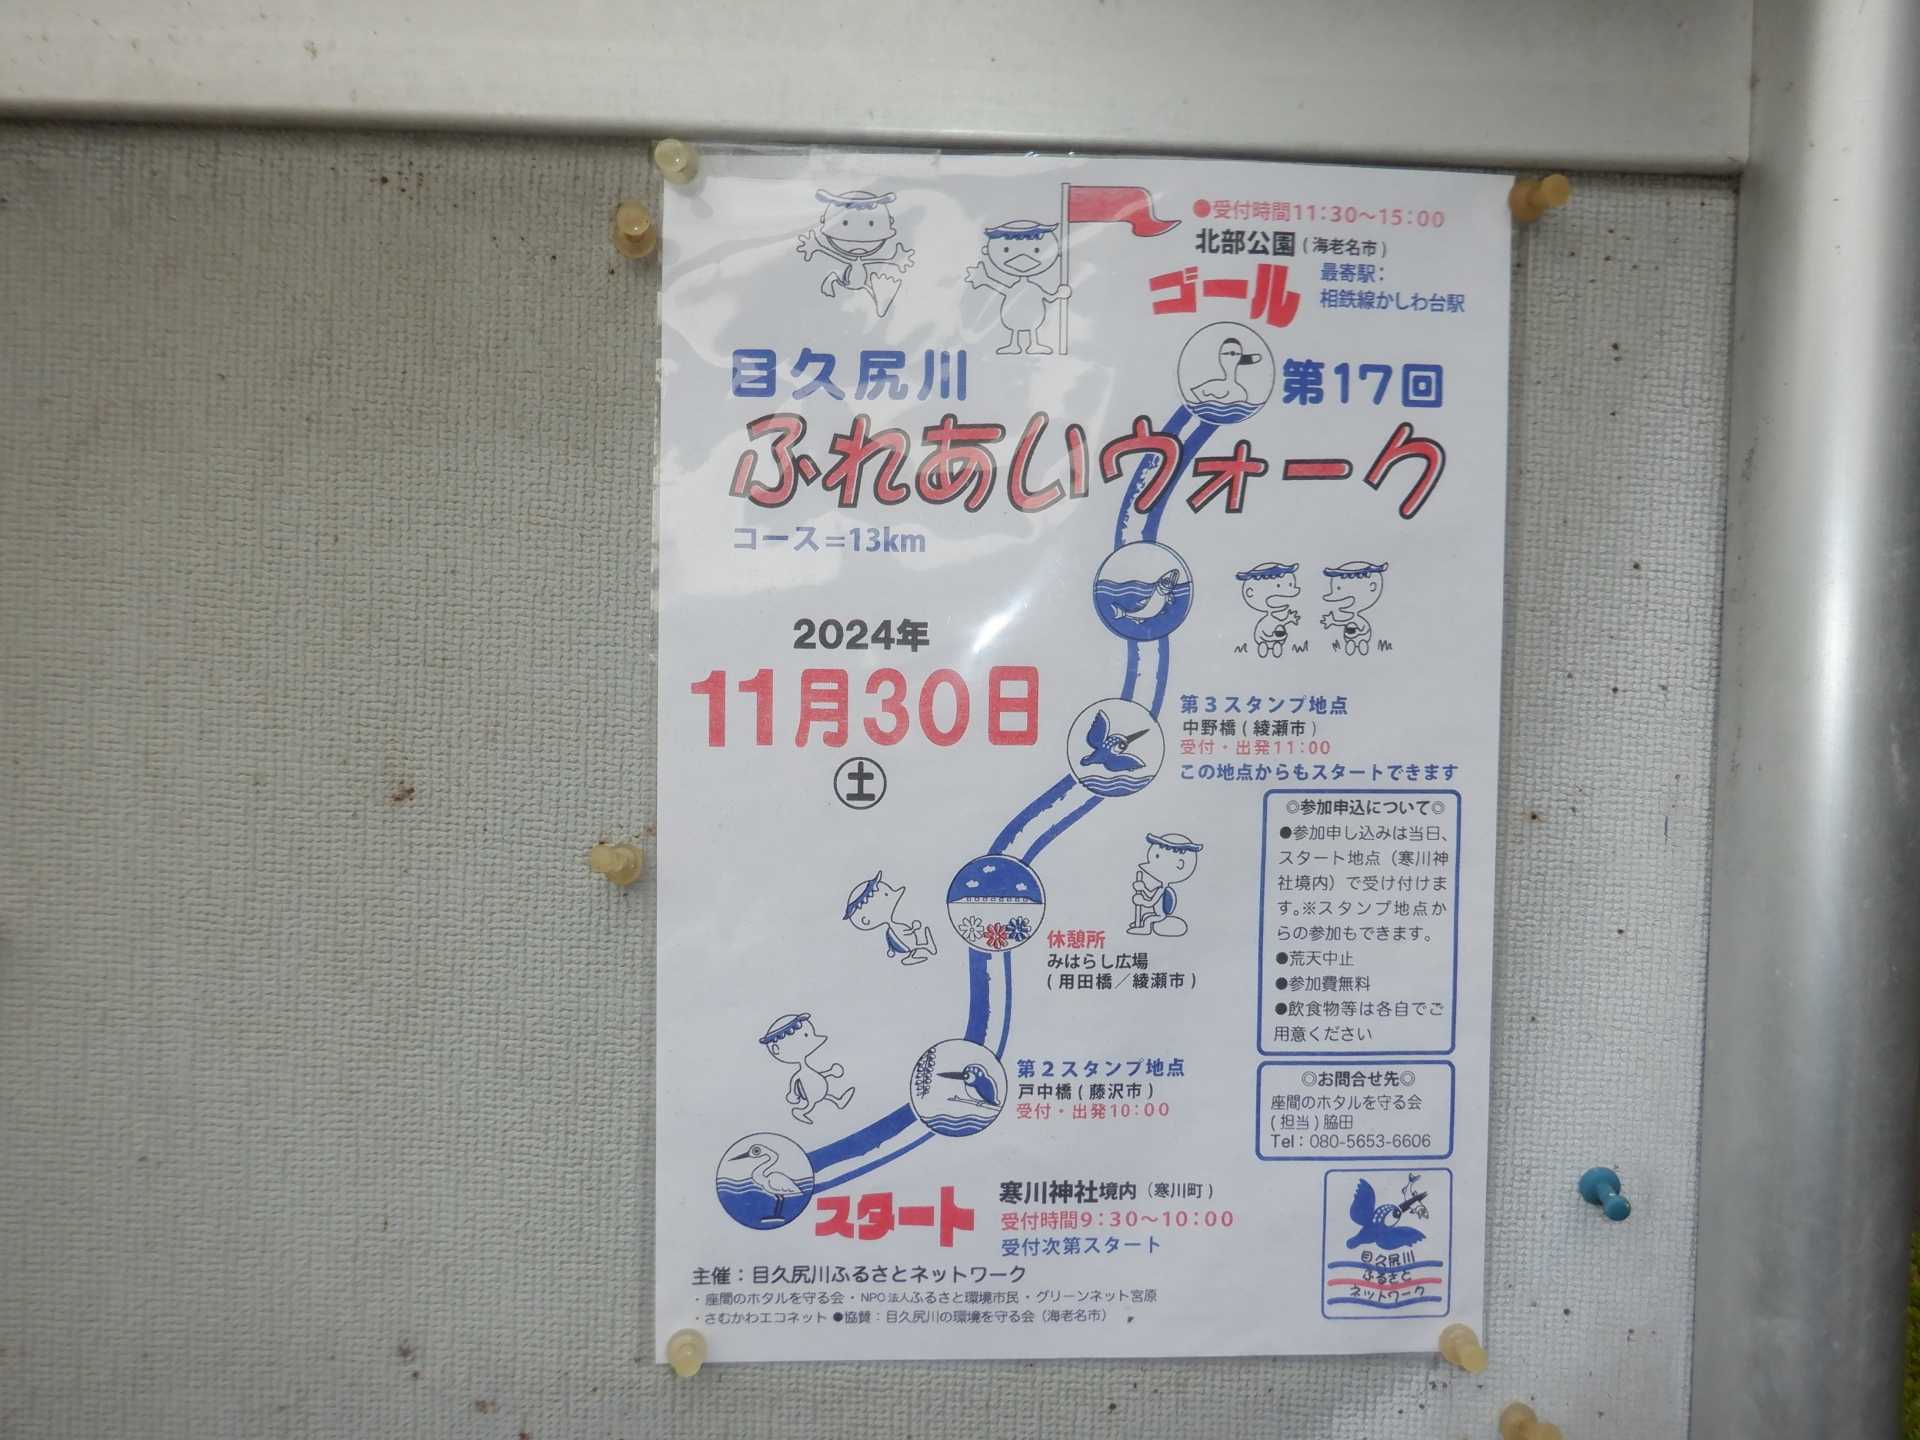 ●受付時間11:30～15:00
北部公園(海老名市)
ゴール
最寄駅：
相鉄線かしわ台駅
目久尻川
第17回
ふれあいウォーク
コース=13km
2024年
11月30日
土
第3スタンプ地点
中野橋(綾瀬市)
受付・出発11:00
この地点からもスタートできます
◎参加申込について◎
●参加申し込みは当日、
スタート地点（寒川神
社境内）で受け付けま
す。※スタンプ地点か
らの参加もできます。
●荒天中止
●参加費無料
●飲食物等は各自でご
用意ください
休憩所
みはらし広場
(用田橋／綾瀬市)
第2スタンプ地点
戸中橋(藤沢市)
受付・出発10:00
◎お問合せ先◎
座間のホタルを守る会
(担当)脇田
Tel：080-5653-6606
スタート
寒川神社境内（寒川町)
受付時間9:30～10:00
受付次第スタート
目久尻川
ふるさと
ネットワーク
主催：目久尻川ふるさとネットワーク
・座間のホタルを守る会・NPO法人ふるさと環境市民・グリーンネット宮原
・さむかわエコネット ●協賛：目久尻川の環境を守る会（海老名市）